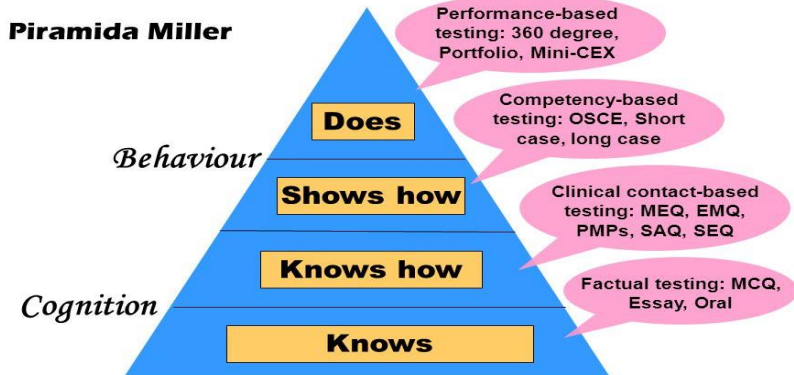 Piramida Miller
Performance-based
testing: 360 degree,
Portfolio, Mini-CEX
Does
Competency-based
testing: OSCE, Short
case, long case
Behaviour
Shows how
Clinical contact-based
testing: MEQ, EMQ,
PMPs, SAQ, SEQ
Knows how
Factual testing: MCQ,
Essay, Oral
Cognition
Knows